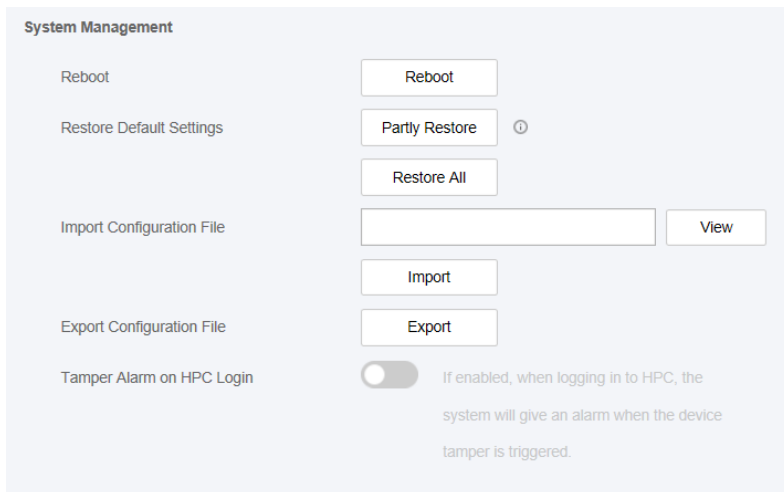 System Management
Reboot Reboot
Restore Default Settings Partly Restore
Restore All
Import Configuration File View
Import
Export Configuration File Export
Tamper Alarm on HPC Login If enabled, when logging in to HPC, the
system will give an alarm when the device
tamper is triggered.